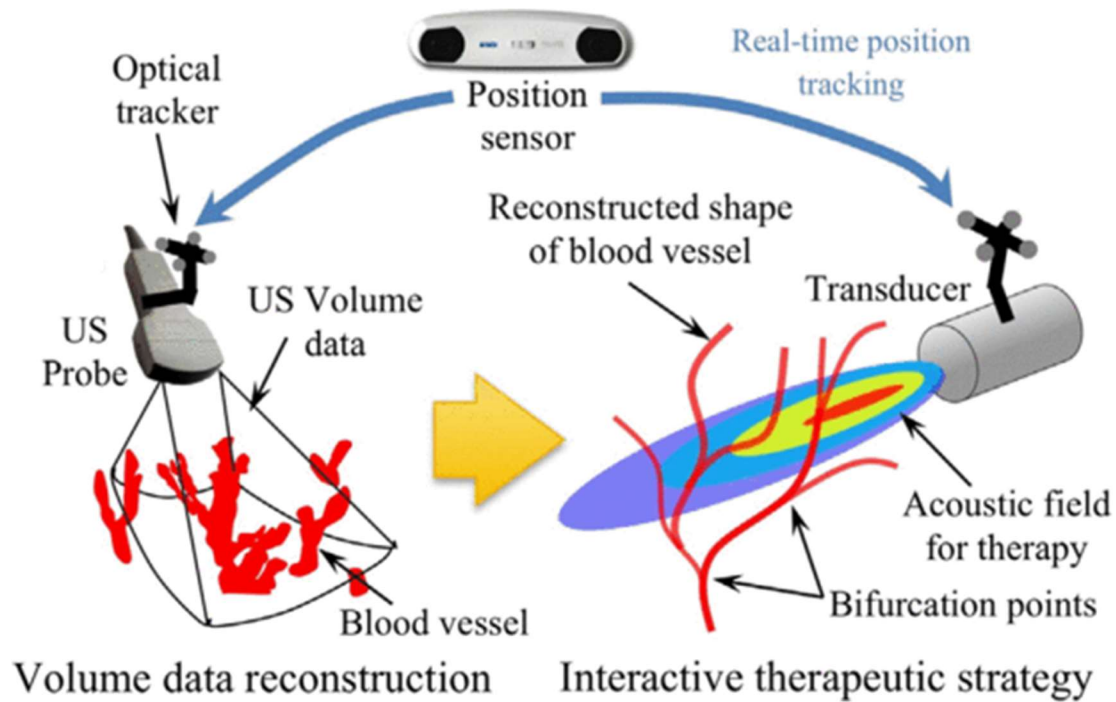 Real-time position
tracking
Optical
tracker
Position
sensor
Reconstructed shape
of blood vessel
Transducer
US Volume
data
US
Probe
Acoustic field
for therapy
Bifurcation points
Blood vessel
Volume data reconstruction
Interactive therapeutic strategy